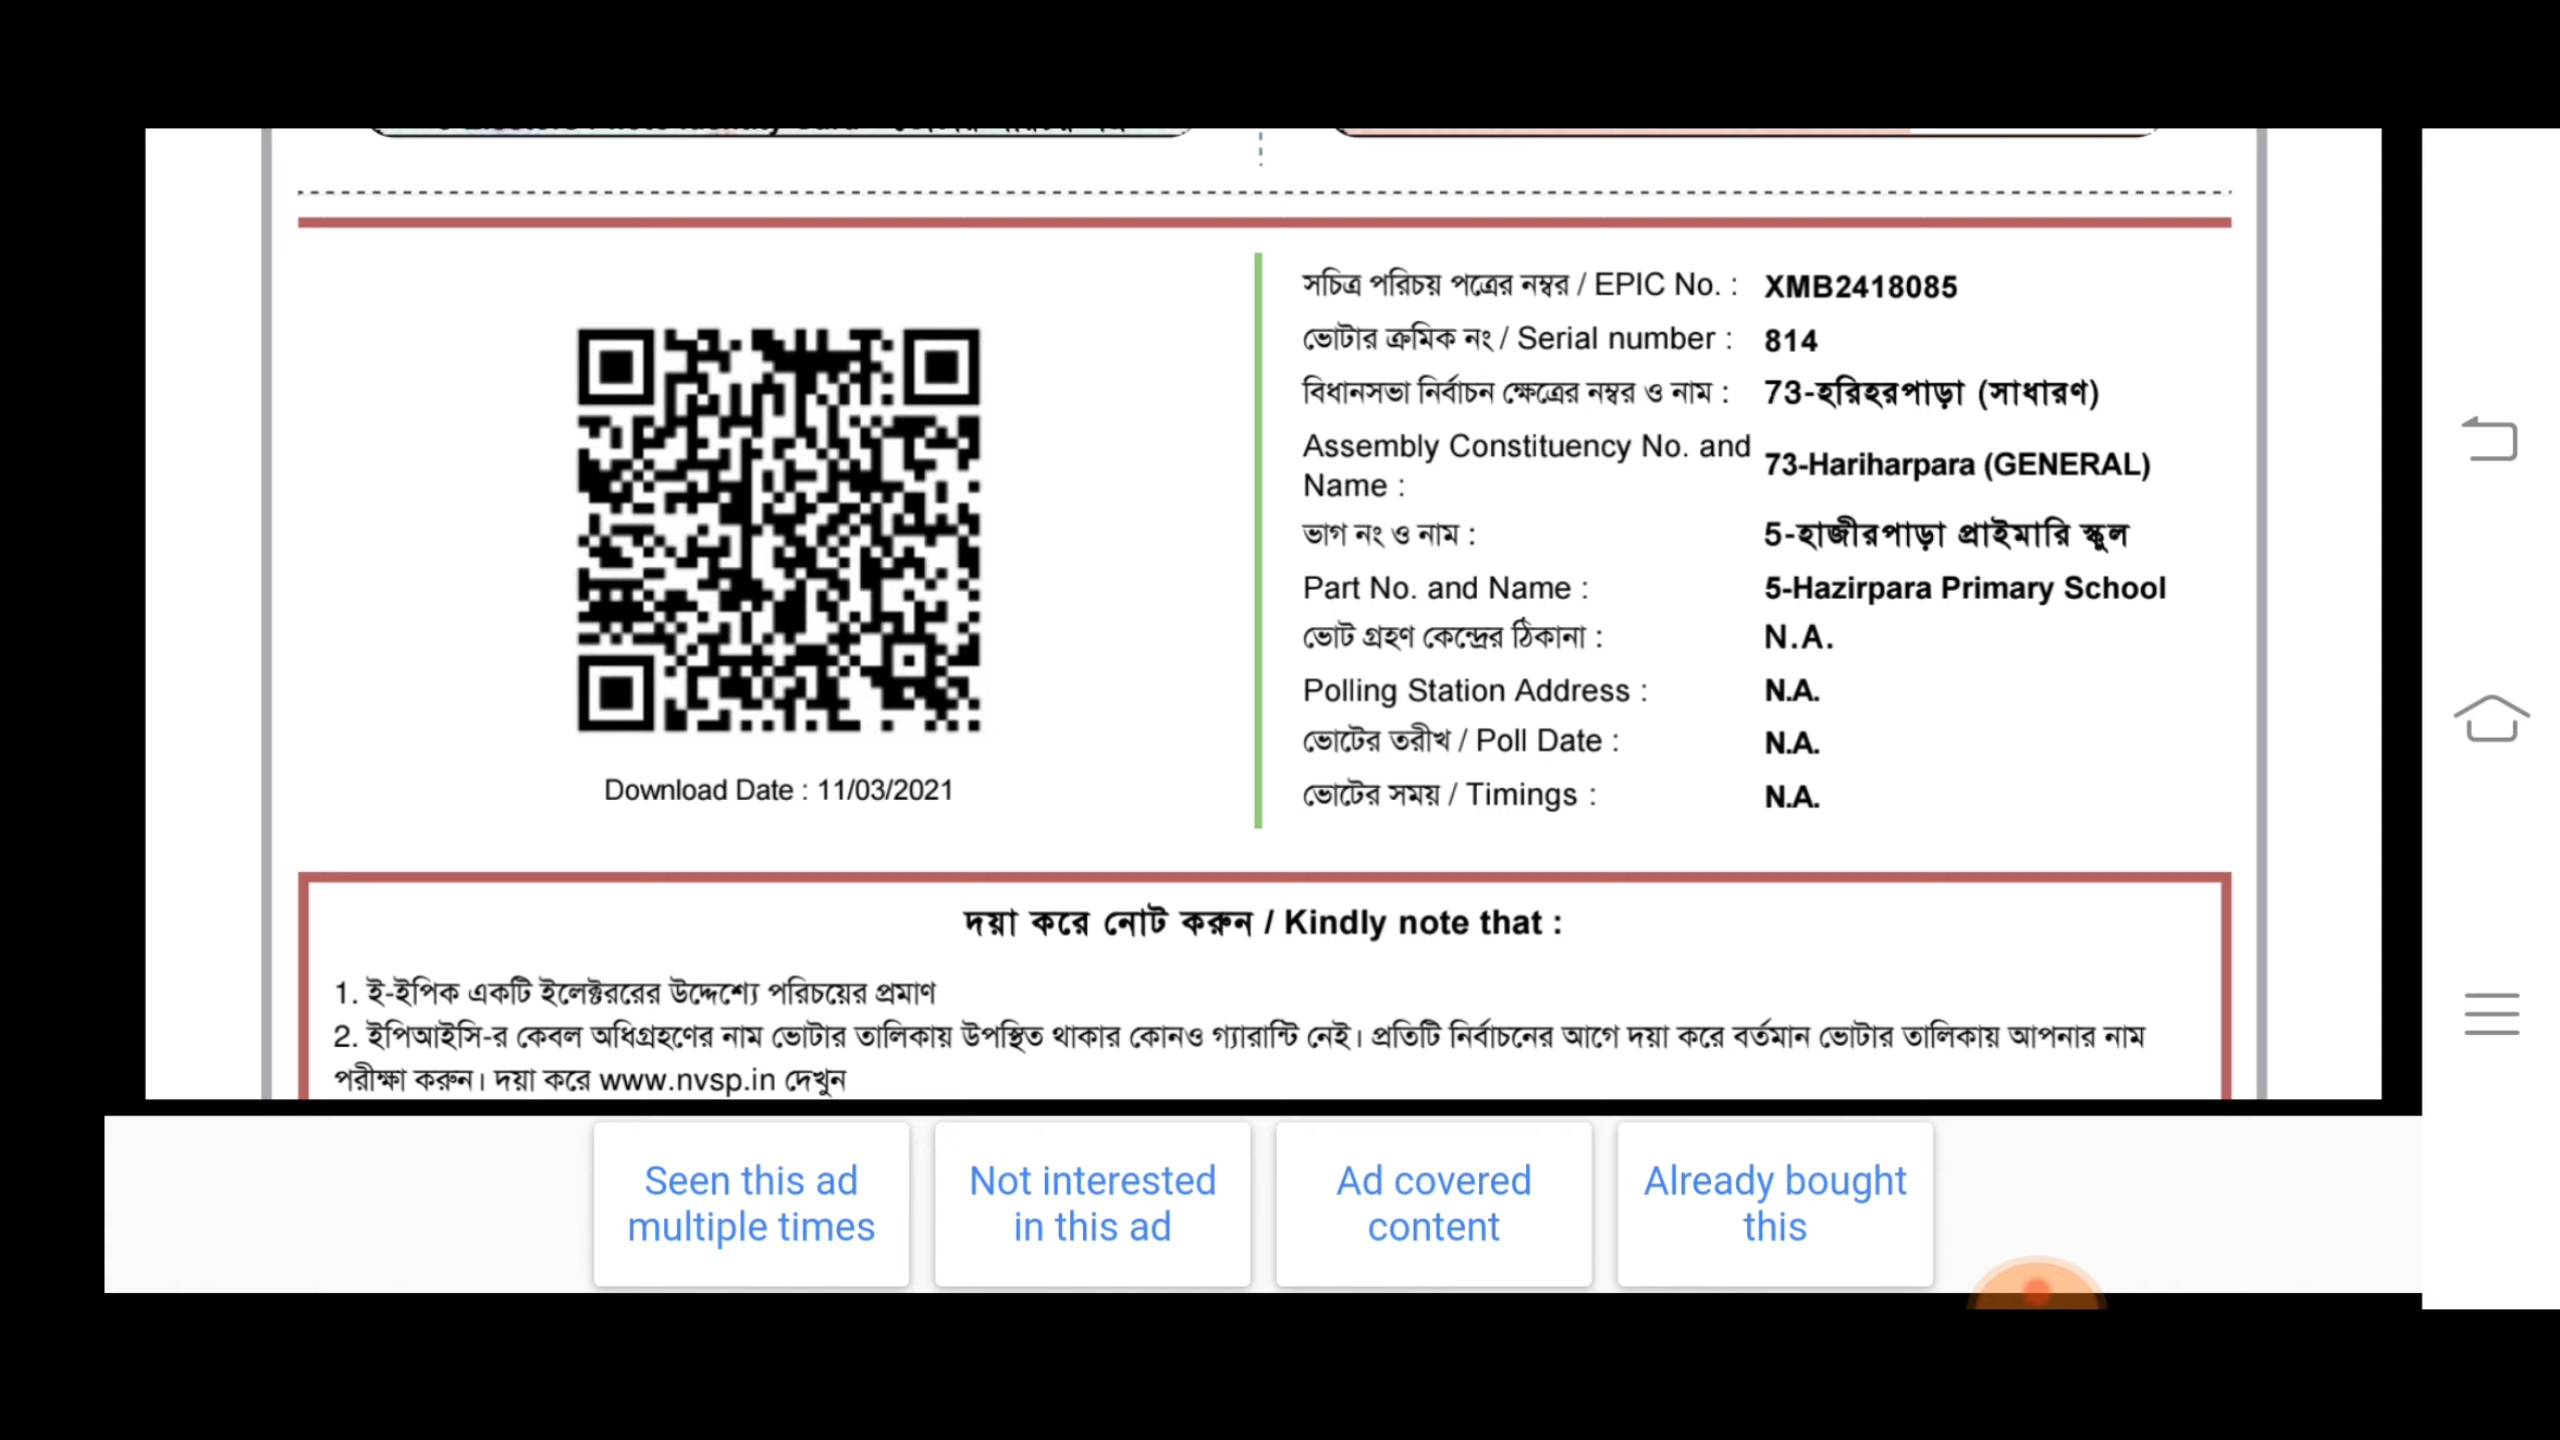 সচিত্র পরিচয় পত্রের নম্বর / EPIC No. : XMB2418085
ভোটার ক্রমিক নং / Serial number : 814
বিধানসভা নির্বাচন ক্ষেত্রের নম্বর ও নাম : 73-হরিহরপাড়া (সাধারণ)
Assembly Constituency No. and Name : 73-Hariharpara (GENERAL)
ভাগ নং ও নাম : 5-হাজীরপাড়া প্রাইমারি স্কুল
Part No. and Name : 5-Hazirpara Primary School
ভোট গ্রহণ কেন্দ্রের ঠিকানা : N.A.
Polling Station Address : N.A.
ভোটের তরীখ / Poll Date : N.A.
ভোটের সময় / Timings : N.A.
Download Date : 11/03/2021
দয়া করে নোট করুন / Kindly note that :
1. ই-ইপিক একটি ইলেক্টররের উদ্দেশ্যে পরিচয়ের প্রমাণ
2. ইপিআইসি-র কেবল অধিগ্রহণের নাম ভোটার তালিকায় উপস্থিত থাকার কোনও গ্যারান্টি নেই। প্রতিটি নির্বাচনের আগে দয়া করে বর্তমান ভোটার তালিকায় আপনার নাম
পরীক্ষা করুন। দয়া করে www.nvsp.in দেখুন
Seen this ad
multiple times
Not interested
in this ad
Ad covered
content
Already bought
this